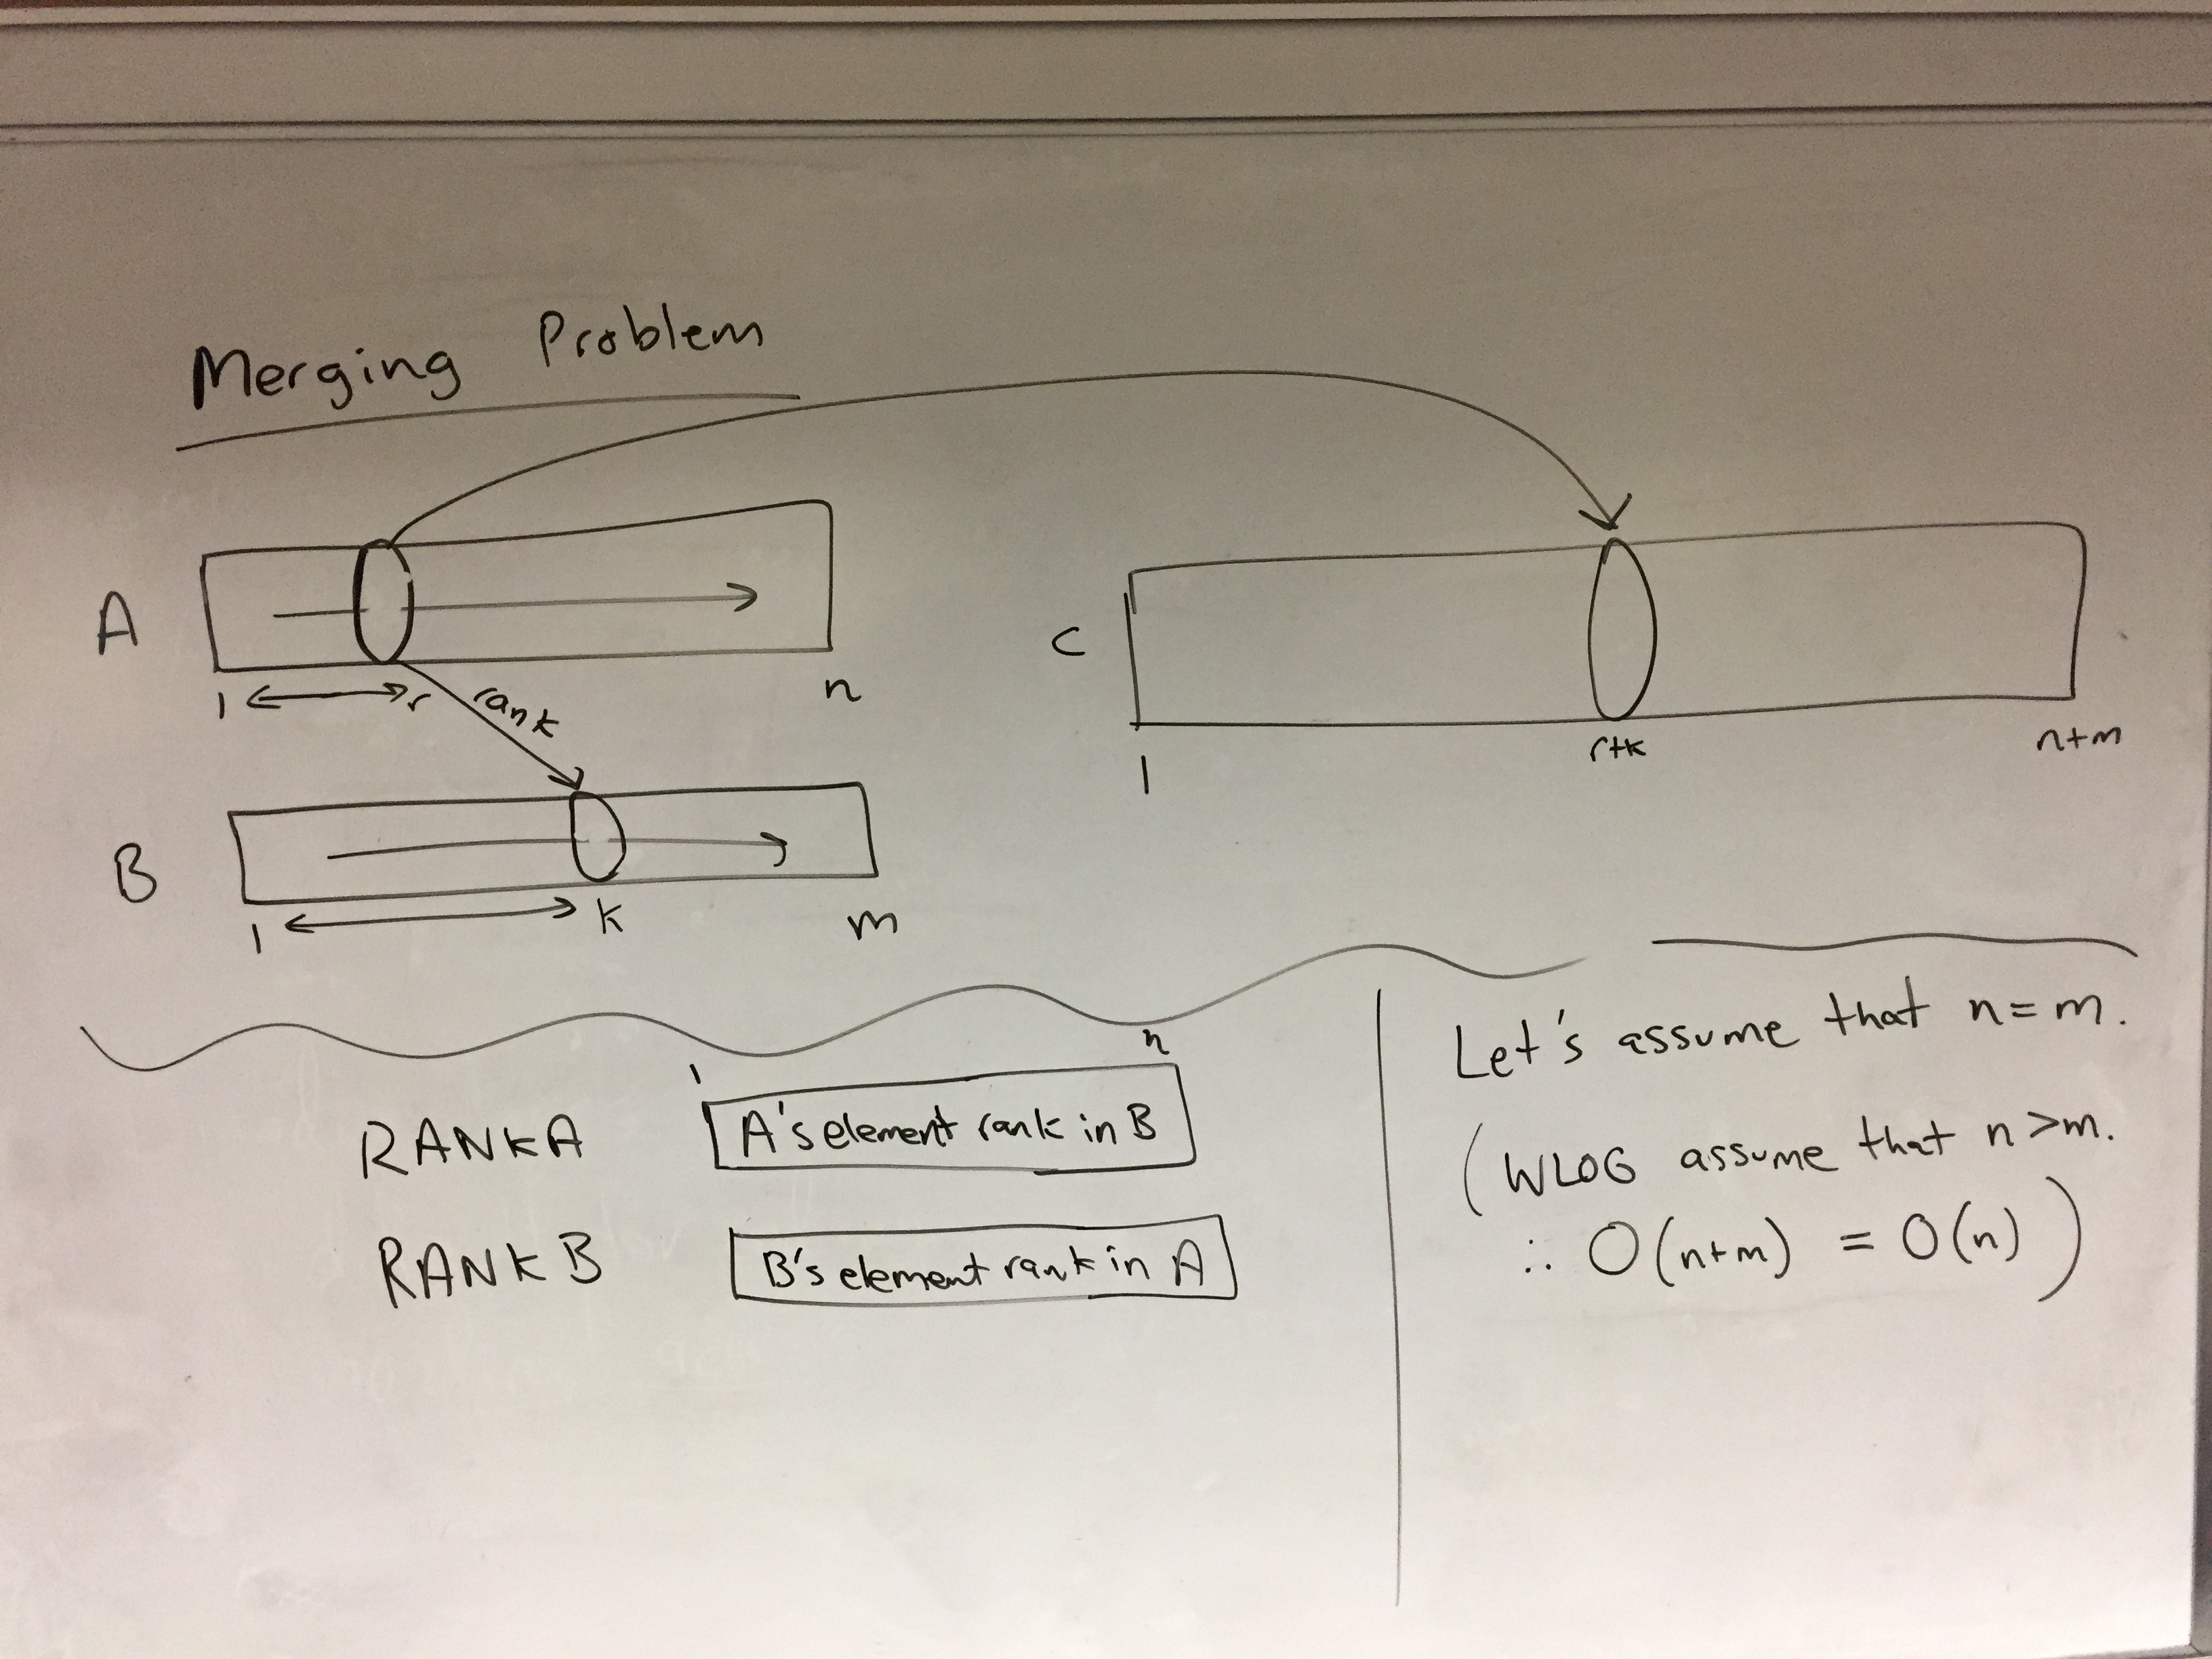 Merging Problem
A
1 r n
rank
B
1 k m
C
1 r+k n+m
1 n
RANKA A's element rank in B
RANKB B's element rank in A
Let's assume that n = m.
(WLOG assume that n > m.
∴ O(n+m) = O(n))